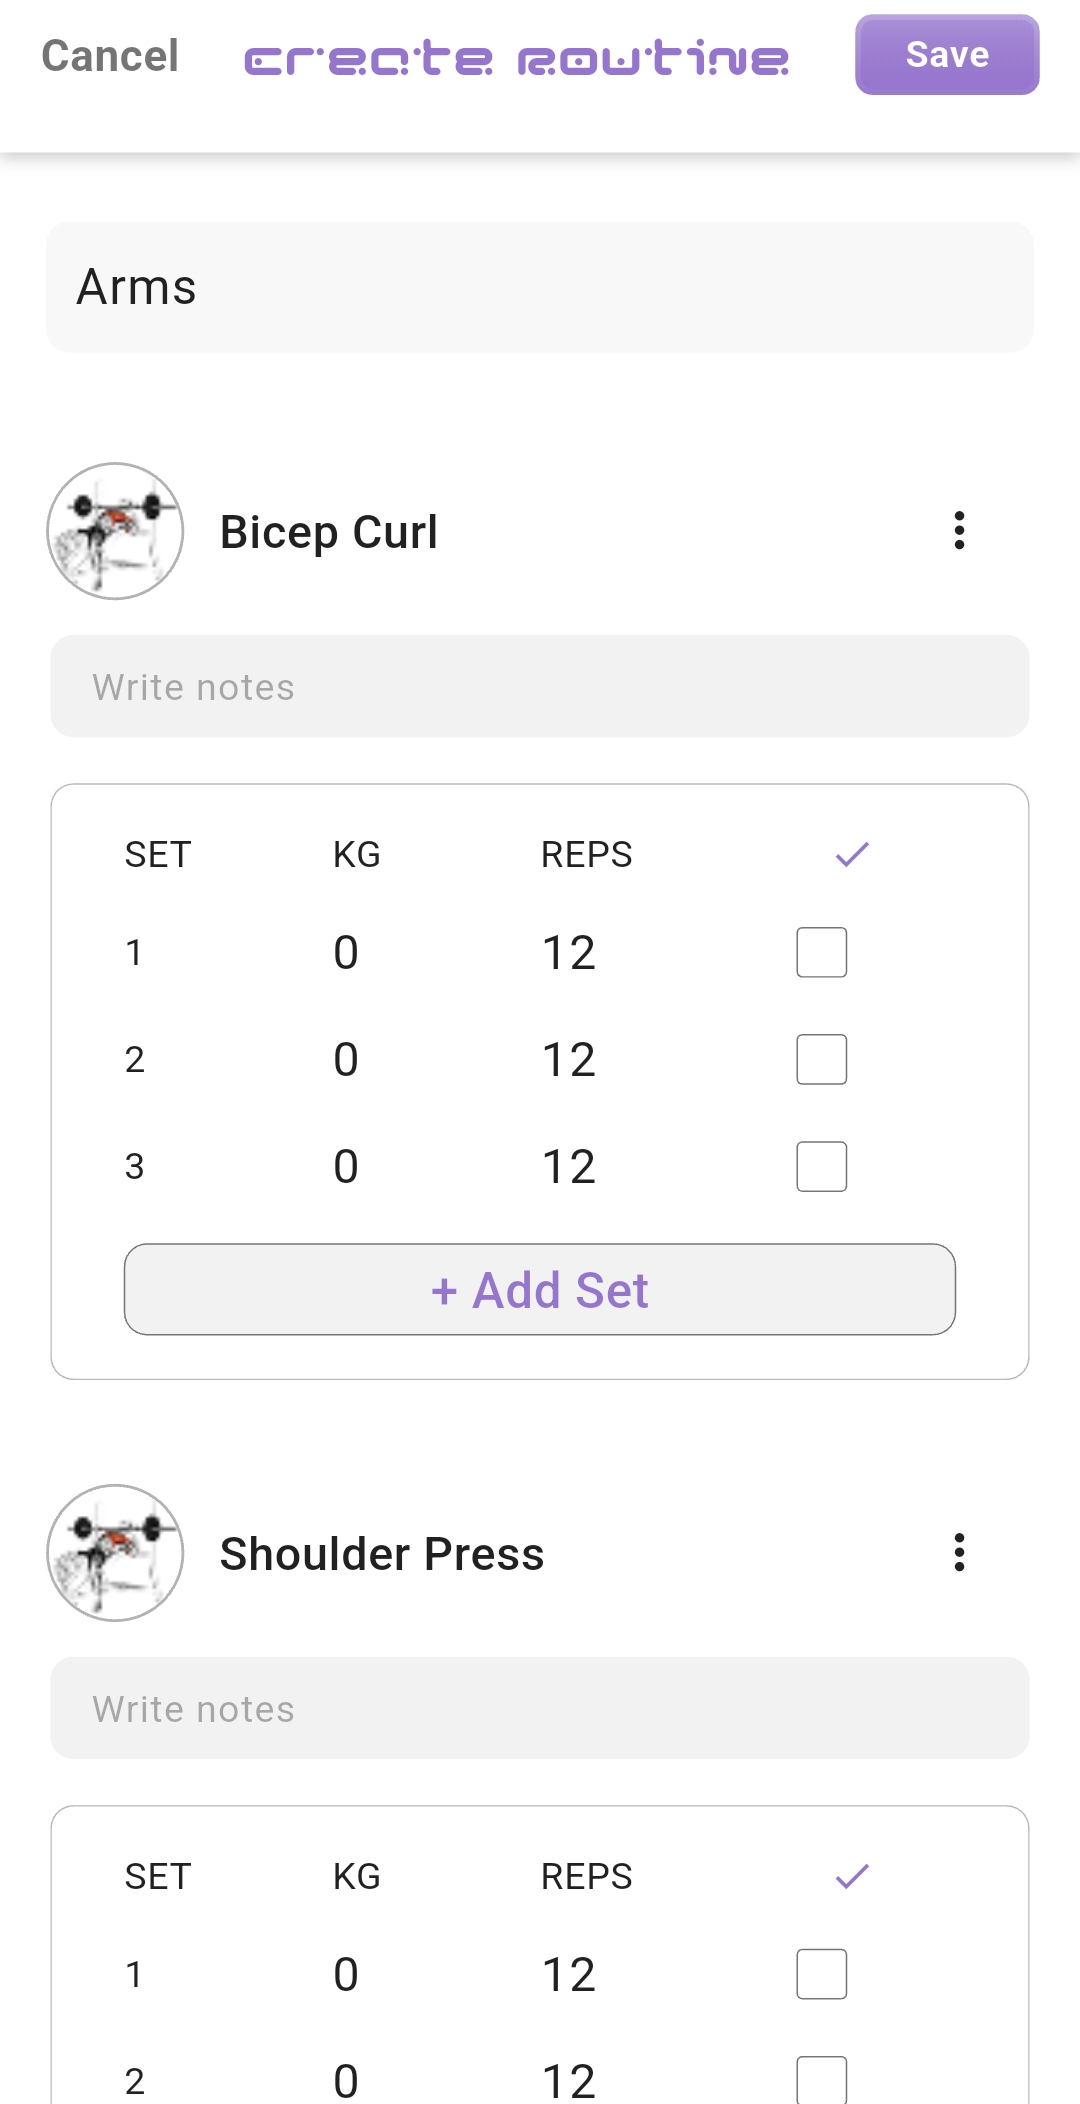 Cancel create routine Save
Arms
Bicep Curl
Write notes
SET KG REPS
1 0 12
2 0 12
3 0 12
+ Add Set
Shoulder Press
Write notes
SET KG REPS
1 0 12
2 0 12